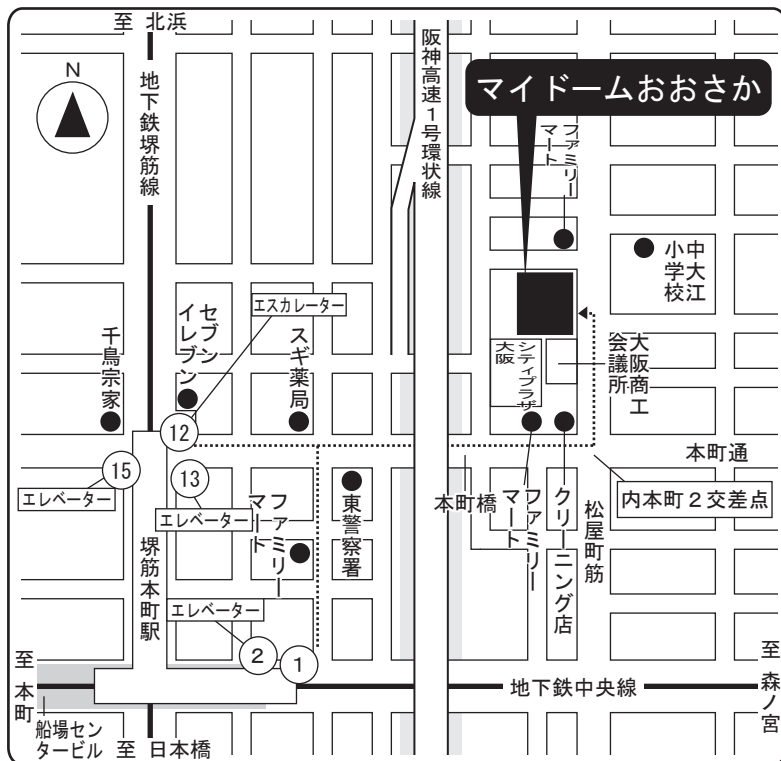 至 北浜
N
地下鉄堺筋線
阪神高速1号環状線
マイドームおおさか
ファミリー
マート
中大江
小学校
エスカレーター
セブン
イレブン
スギ薬局
千鳥宗家
シティプラザ
大阪
大阪商工
会議所
12
本町通
15
13
エレベーター
エレベーター
ファミリー
マート
東警察署
本町橋
ファミリー
マート
クリーニング店
松屋町筋
内本町2交差点
堺筋本町駅
エレベーター
2
1
至 本町
地下鉄中央線
至 森ノ宮
船場セン
タービル
至 日本橋